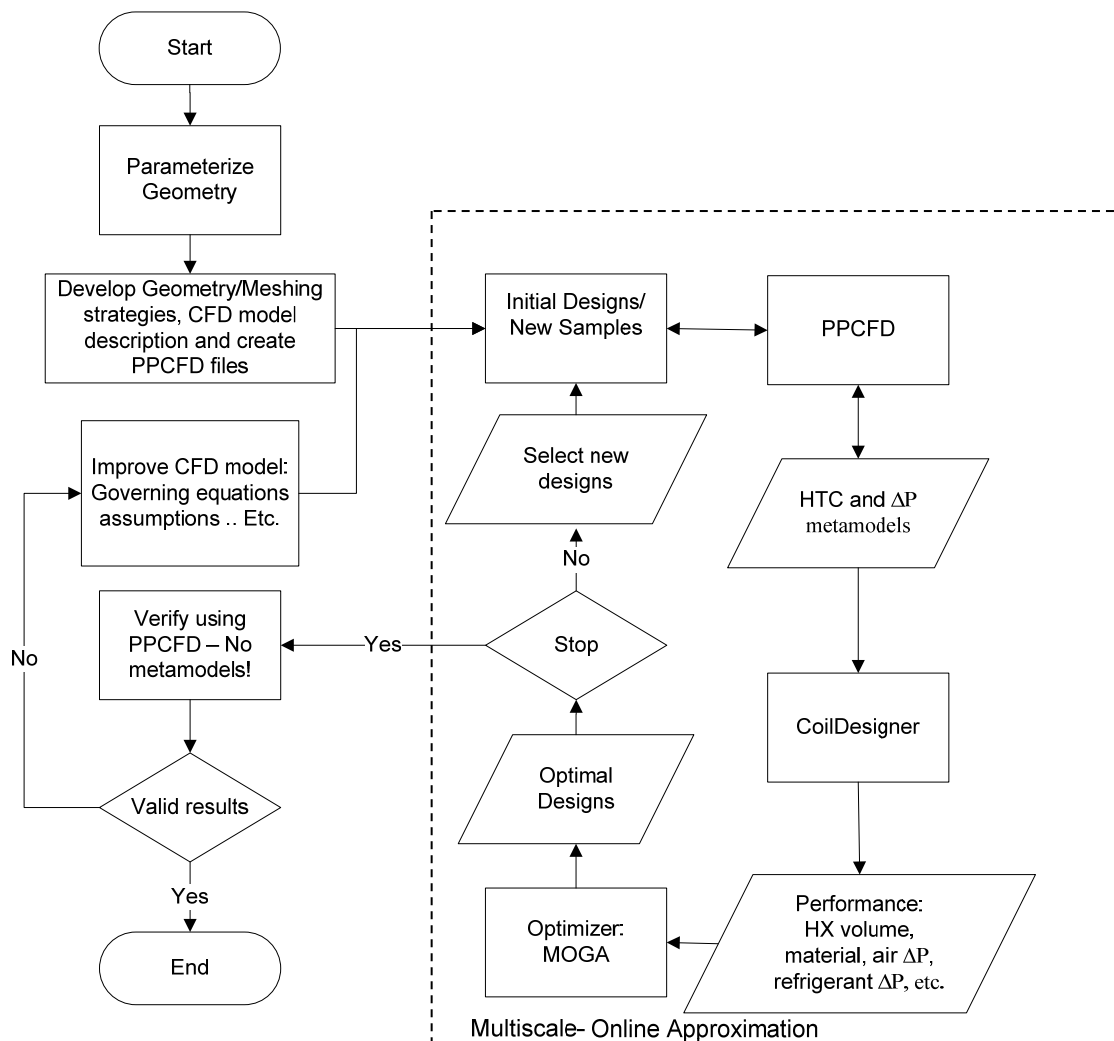 Start
Parameterize
Geometry
Develop Geometry/Meshing
strategies, CFD model
description and create
PPCFD files
Initial Designs/
New Samples
PPCFD
Improve CFD model:
Governing equations
assumptions .. Etc.
Select new
designs
HTC and ΔP
metamodels
No
Verify using
PPCFD – No
metamodels!
Yes
Stop
No
CoilDesigner
Valid results
Optimal
Designs
Yes
Optimizer:
MOGA
Performance:
HX volume,
material, air ΔP,
refrigerant ΔP, etc.
End
Multiscale- Online Approximation